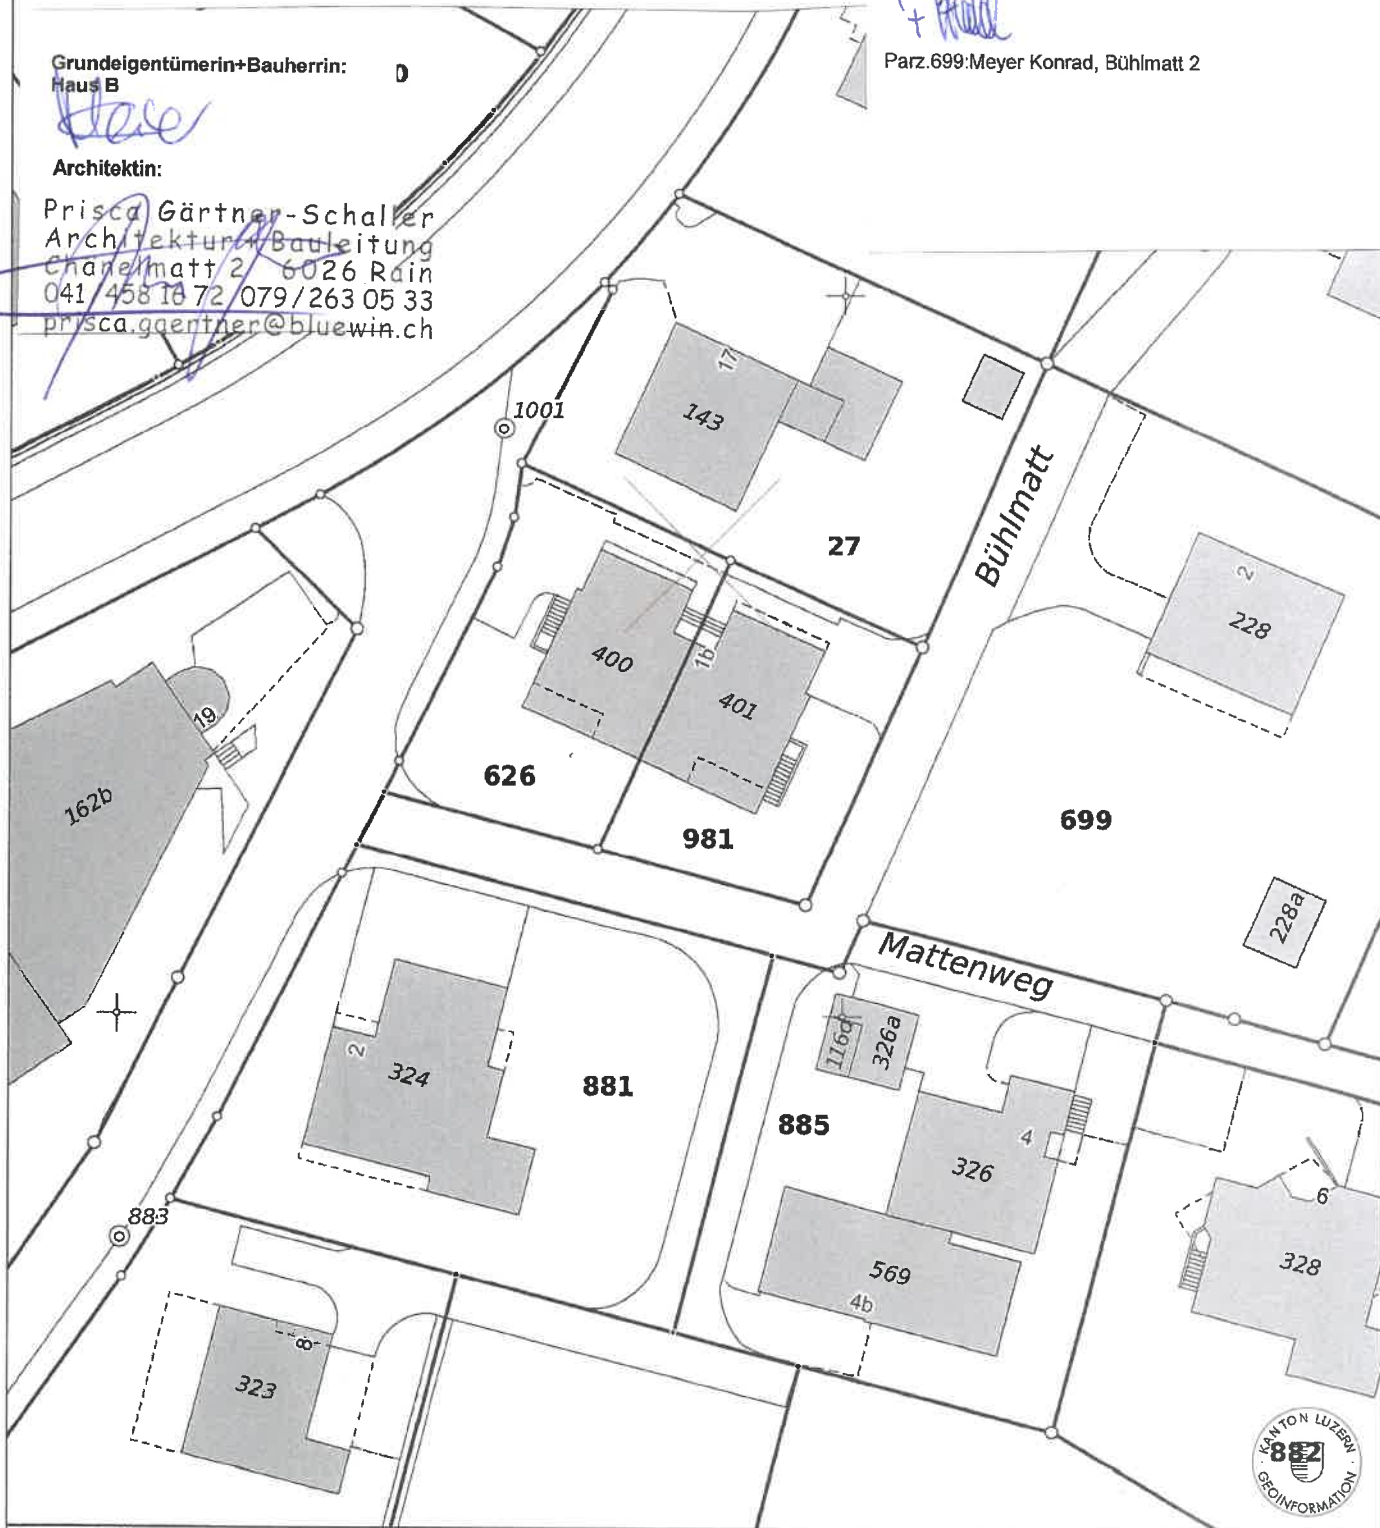 Grundeigentümerin+Bauherrin:
Haus B
Architektin:
Prisca Gärtner-Schaller
Architektur+Bauleitung
Chänelmatt 2 6026 Rain
041/458 16 72 079/263 05 33
prisca.gaertner@bluewin.ch
Parz.699:Meyer Konrad, Bühlmatt 2
1001
17
143
27
Bühlmatt
2
228
400
1b
401
626
981
699
19
162b
228a
Mattenweg
2
324
881
116d
326a
885
4
326
6
328
569
4b
883
8
323
882
KANTON LUZERN
GEOINFORMATION